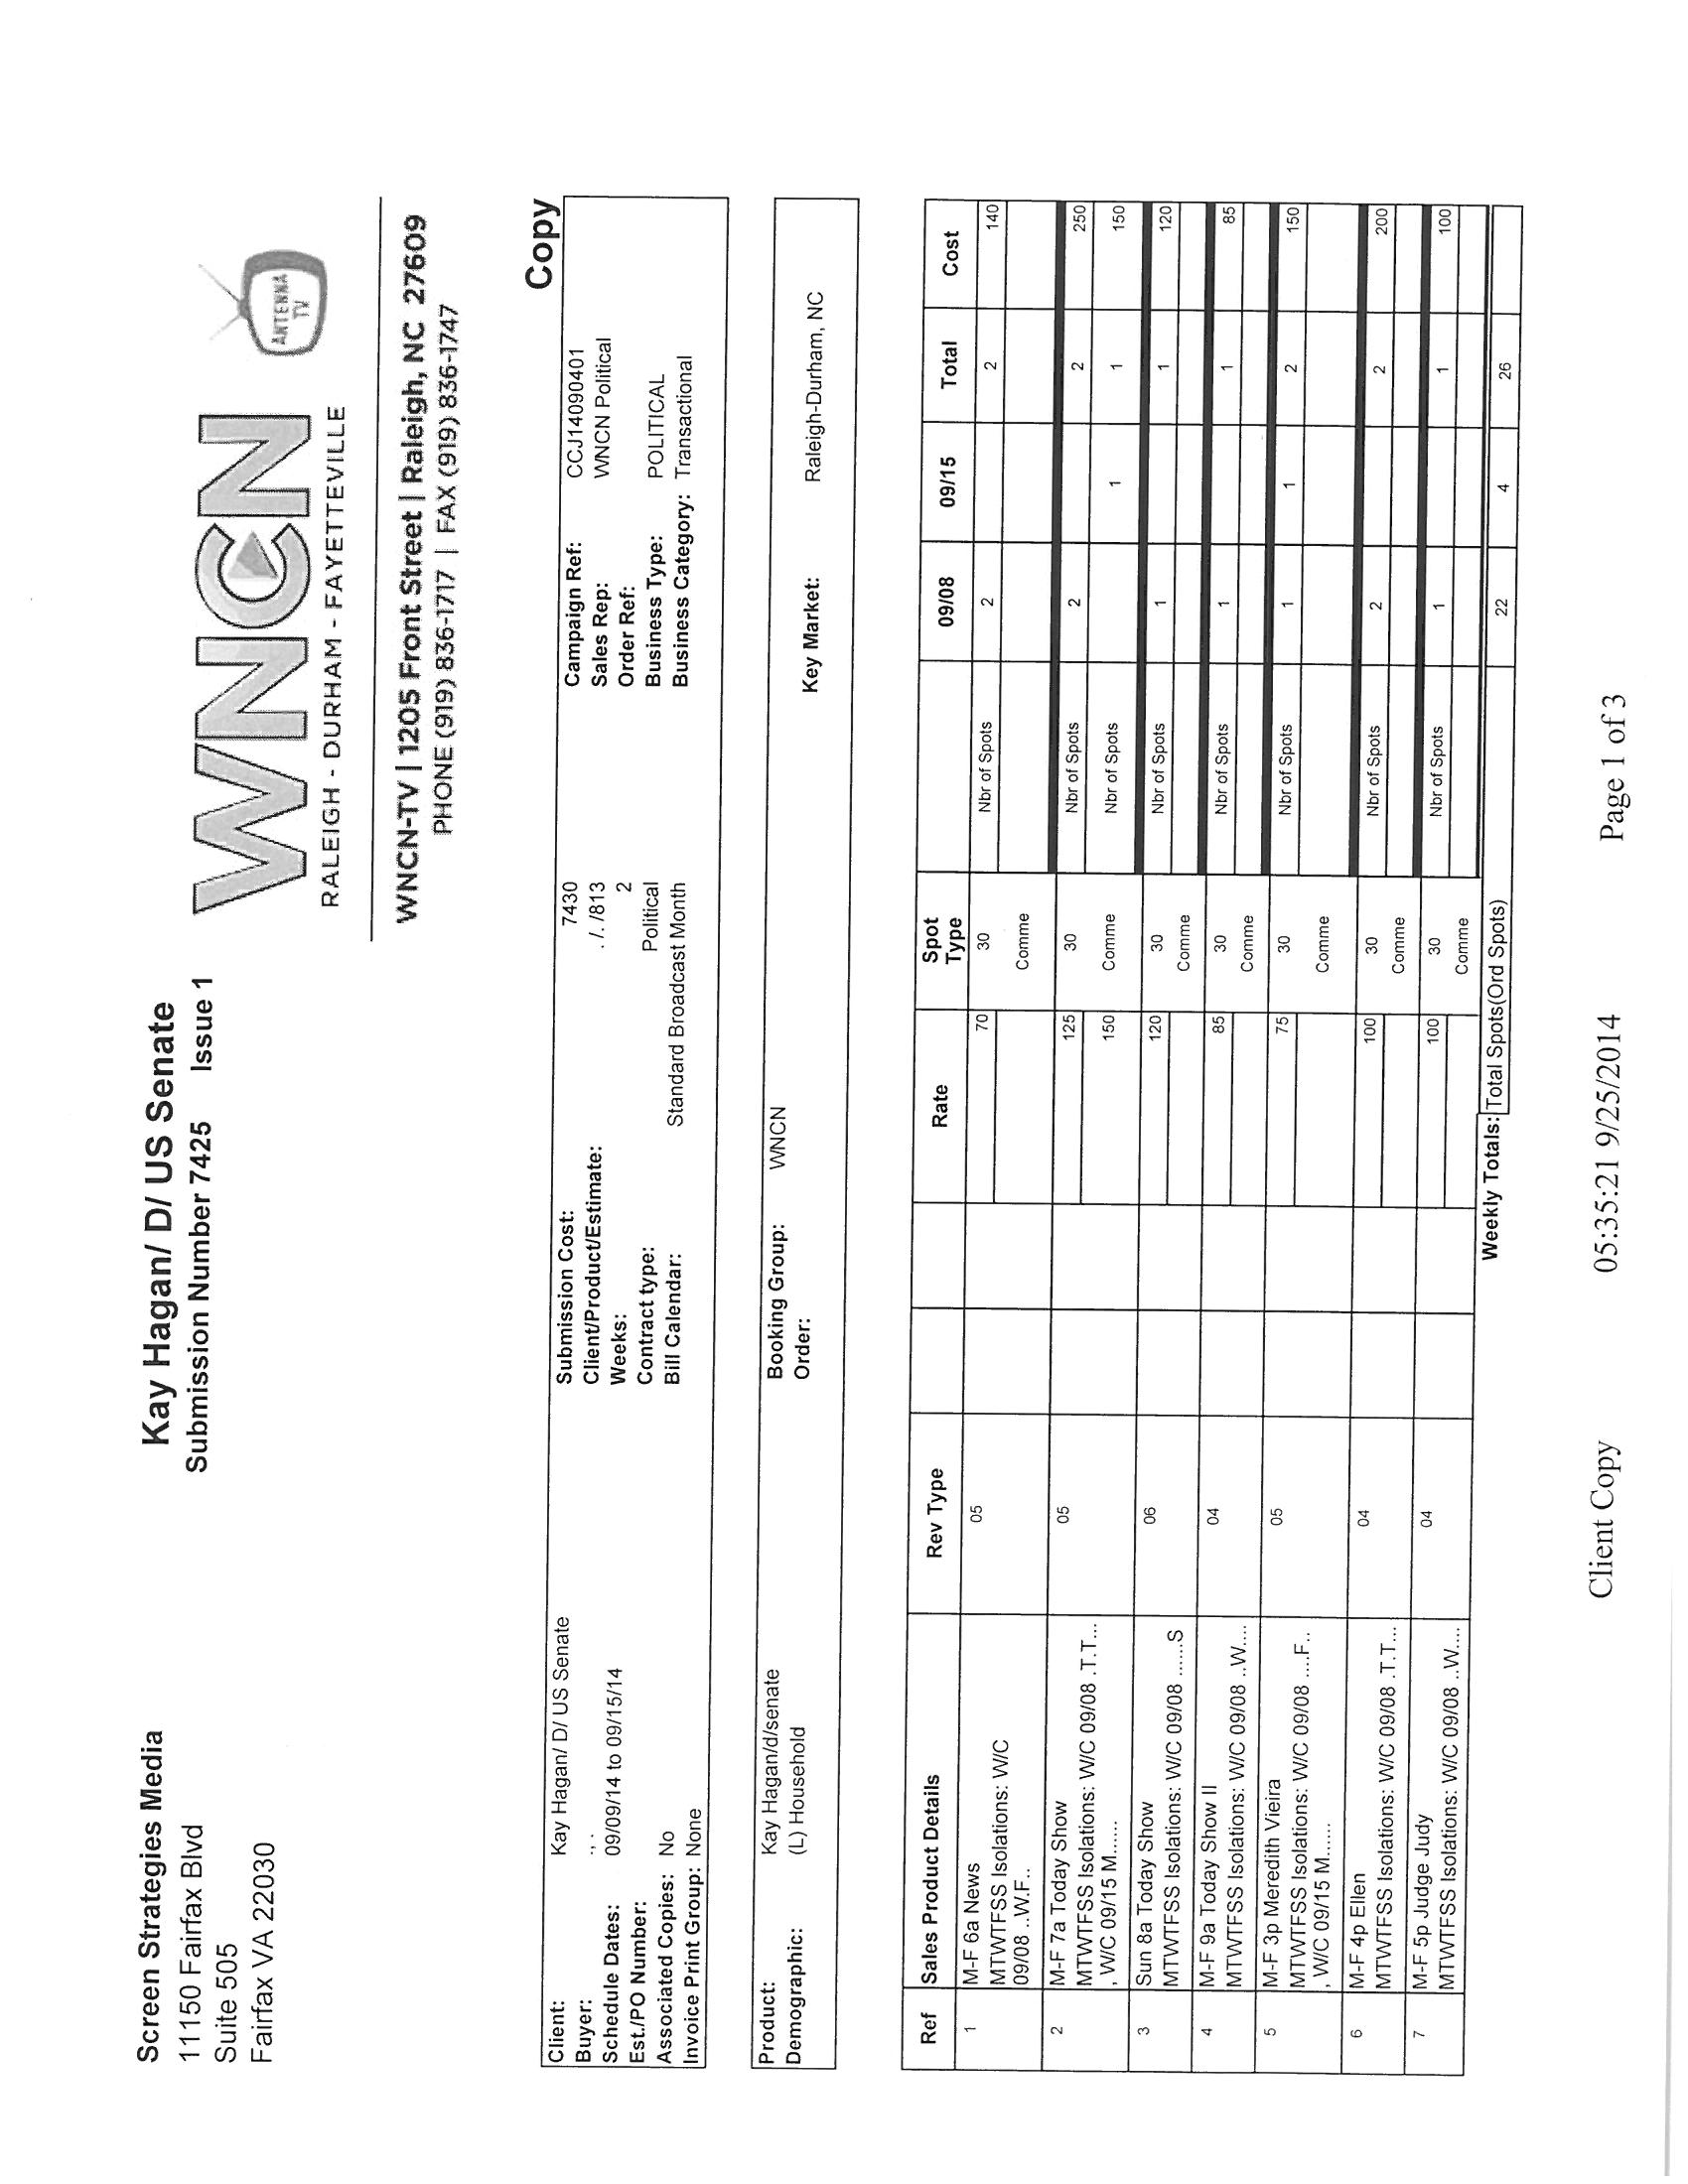 Screen Strategies Media
11150 Fairfax Blvd
Suite 505
Fairfax VA 22030
Kay Hagan/ D/ US Senate
Submission Number 7425 Issue 1
WNCN
ANTENNA
TV
RALEIGH - DURHAM - FAYETTEVILLE
WNCN-TV | 1205 Front Street | Raleigh, NC 27609
PHONE (919) 836-1717 | FAX (919) 836-1747
Copy
Client: Kay Hagan/ D/ US Senate Submission Cost: 7430 Campaign Ref: CCJ14090401
Buyer: ., . Client/Product/Estimate: . /. /813 Sales Rep: WNCN Political
Schedule Dates: 09/09/14 to 09/15/14 Weeks: 2 Order Ref:
Est./PO Number: Contract type: Political Business Type: POLITICAL
Associated Copies: No Bill Calendar: Standard Broadcast Month Business Category: Transactional
Invoice Print Group: None
Product: Kay Hagan/d/senate Booking Group: WNCN
Demographic: (L) Household Order: Key Market: Raleigh-Durham, NC
Ref Sales Product Details Rev Type Rate Spot Type 09/08 09/15 Total Cost
1 M-F 6a News 05 70 30 Nbr of Spots 2 2 140
MTWTFSS Isolations: W/C Comme
09/08 ..W.F..
2 M-F 7a Today Show 05 125 30 Nbr of Spots 2 2 250
MTWTFSS Isolations: W/C 09/08 .T.T... 150 Comme Nbr of Spots 1 1 150
, W/C 09/15 M......
3 Sun 8a Today Show 06 120 30 Nbr of Spots 1 1 120
MTWTFSS Isolations: W/C 09/08 ......S Comme
4 M-F 9a Today Show II 04 85 30 Nbr of Spots 1 1 85
MTWTFSS Isolations: W/C 09/08 ..W.... Comme
5 M-F 3p Meredith Vieira 05 75 30 Nbr of Spots 1 1 2 150
MTWTFSS Isolations: W/C 09/08 ....F.. Comme
, W/C 09/15 M......
6 M-F 4p Ellen 04 100 30 Nbr of Spots 2 2 200
MTWTFSS Isolations: W/C 09/08 .T.T... Comme
7 M-F 5p Judge Judy 04 100 30 Nbr of Spots 1 1 100
MTWTFSS Isolations: W/C 09/08 ..W.... Comme
Weekly Totals: Total Spots(Ord Spots) 22 4 26
Client Copy 05:35:21 9/25/2014 Page 1 of 3